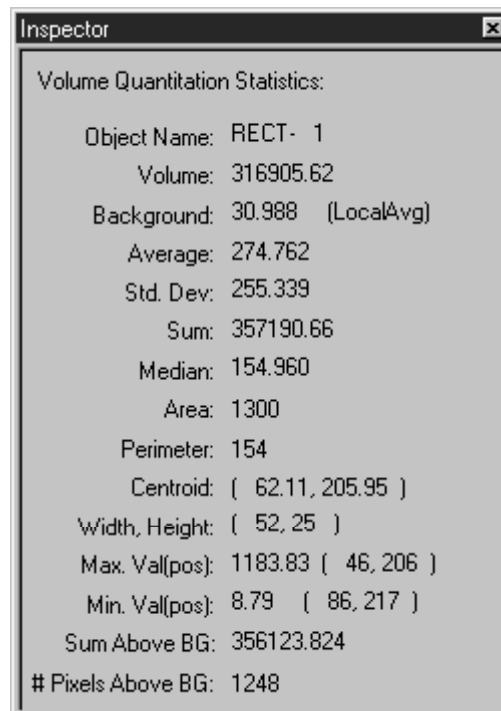 Inspector
Volume Quantitation Statistics:
Object Name: RECT- 1
Volume: 316905.62
Background: 30.988 (LocalAvg)
Average: 274.762
Std. Dev: 255.339
Sum: 357190.66
Median: 154.960
Area: 1300
Perimeter: 154
Centroid: ( 62.11, 205.95 )
Width, Height: ( 52, 25 )
Max. Val(pos): 1183.83 ( 46, 206 )
Min. Val(pos): 8.79 ( 86, 217 )
Sum Above BG: 356123.824
# Pixels Above BG: 1248